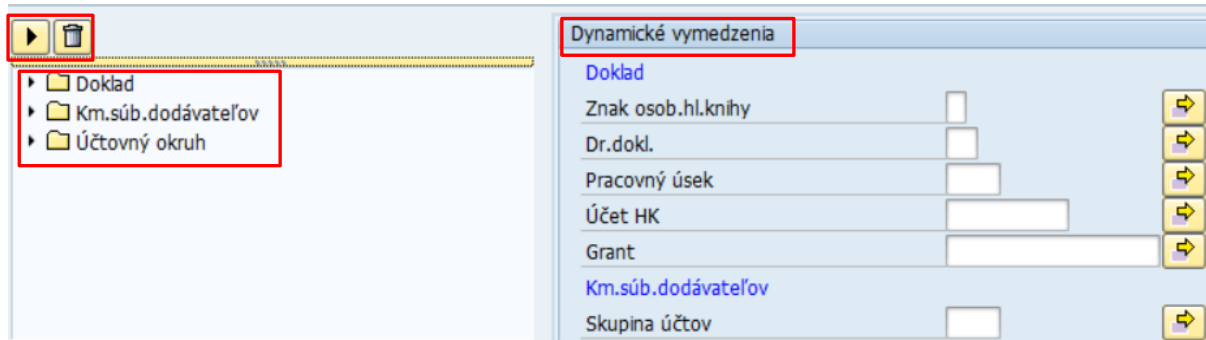 Doklad
Km.súb.dodávateľov
Účtovný okruh
Dynamické vymedzenia
Doklad
Znak osob.hl.knihy
Dr.dokl.
Pracovný úsek
Účet HK
Grant
Km.súb.dodávateľov
Skupina účtov